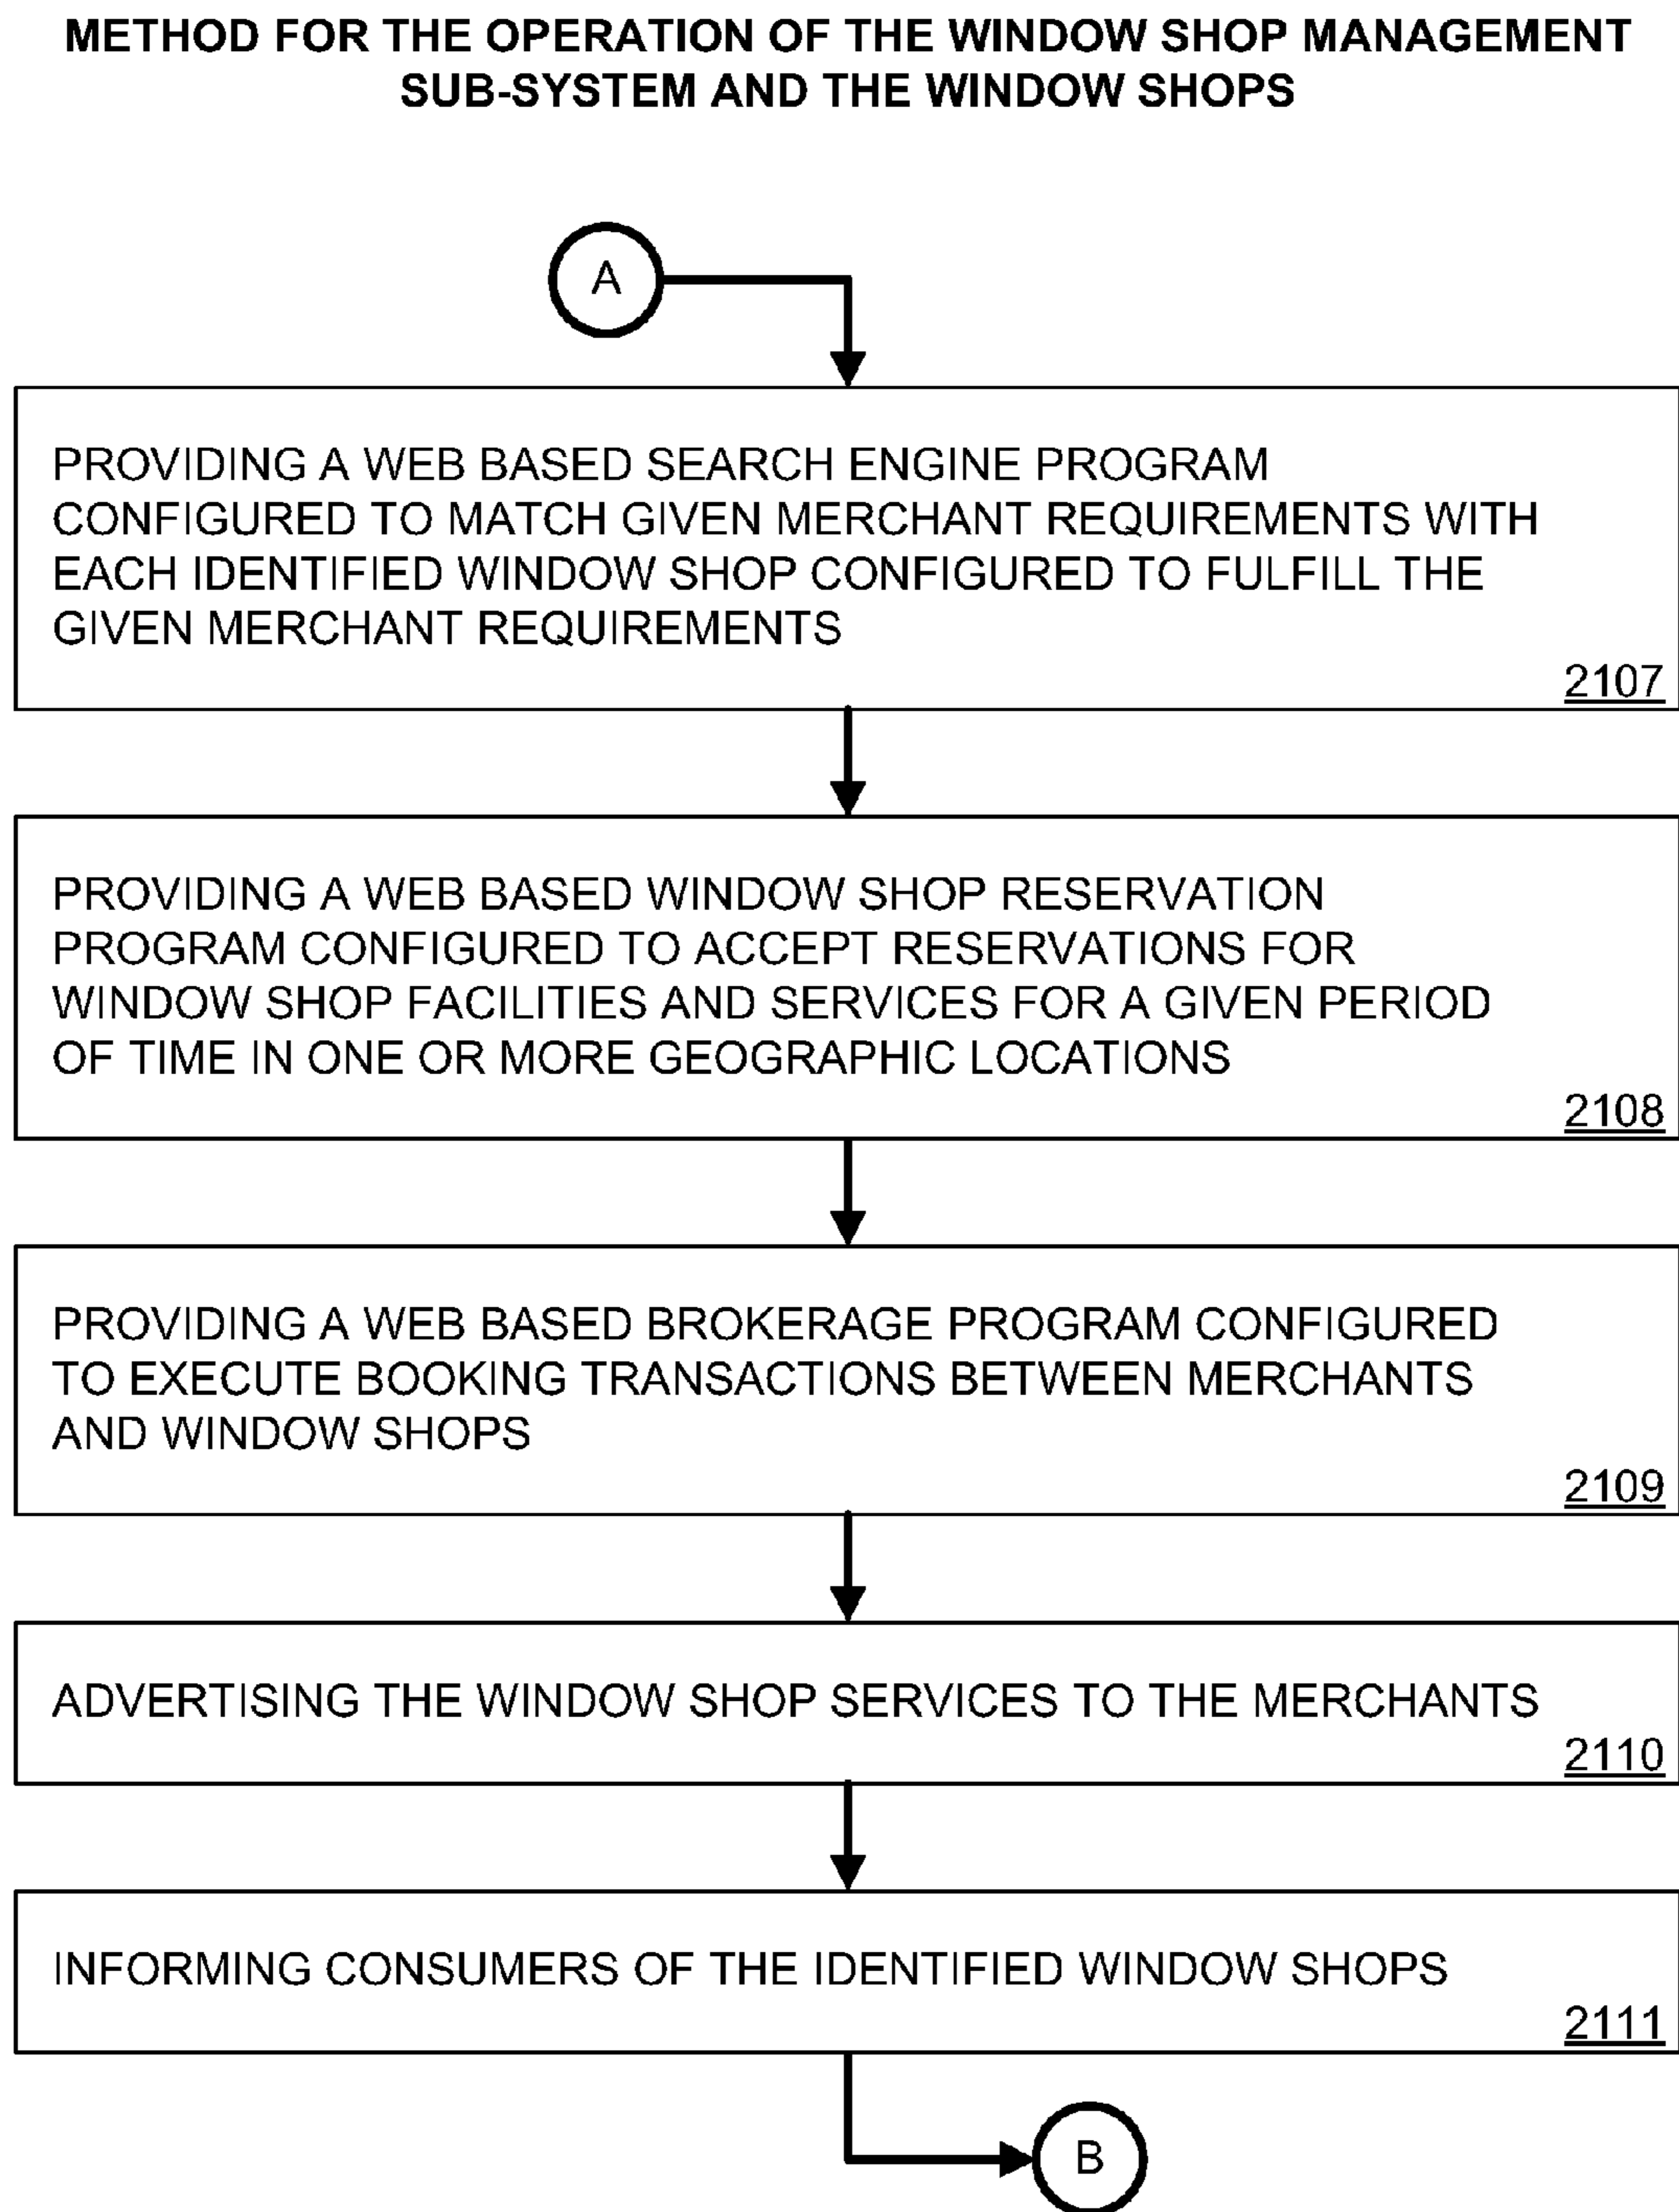 METHOD FOR THE OPERATION OF THE WINDOW SHOP MANAGEMENT
SUB-SYSTEM AND THE WINDOW SHOPS
A
PROVIDING A WEB BASED SEARCH ENGINE PROGRAM
CONFIGURED TO MATCH GIVEN MERCHANT REQUIREMENTS WITH
EACH IDENTIFIED WINDOW SHOP CONFIGURED TO FULFILL THE
GIVEN MERCHANT REQUIREMENTS
2107
PROVIDING A WEB BASED WINDOW SHOP RESERVATION
PROGRAM CONFIGURED TO ACCEPT RESERVATIONS FOR
WINDOW SHOP FACILITIES AND SERVICES FOR A GIVEN PERIOD
OF TIME IN ONE OR MORE GEOGRAPHIC LOCATIONS
2108
PROVIDING A WEB BASED BROKERAGE PROGRAM CONFIGURED
TO EXECUTE BOOKING TRANSACTIONS BETWEEN MERCHANTS
AND WINDOW SHOPS
2109
ADVERTISING THE WINDOW SHOP SERVICES TO THE MERCHANTS
2110
INFORMING CONSUMERS OF THE IDENTIFIED WINDOW SHOPS
2111
B